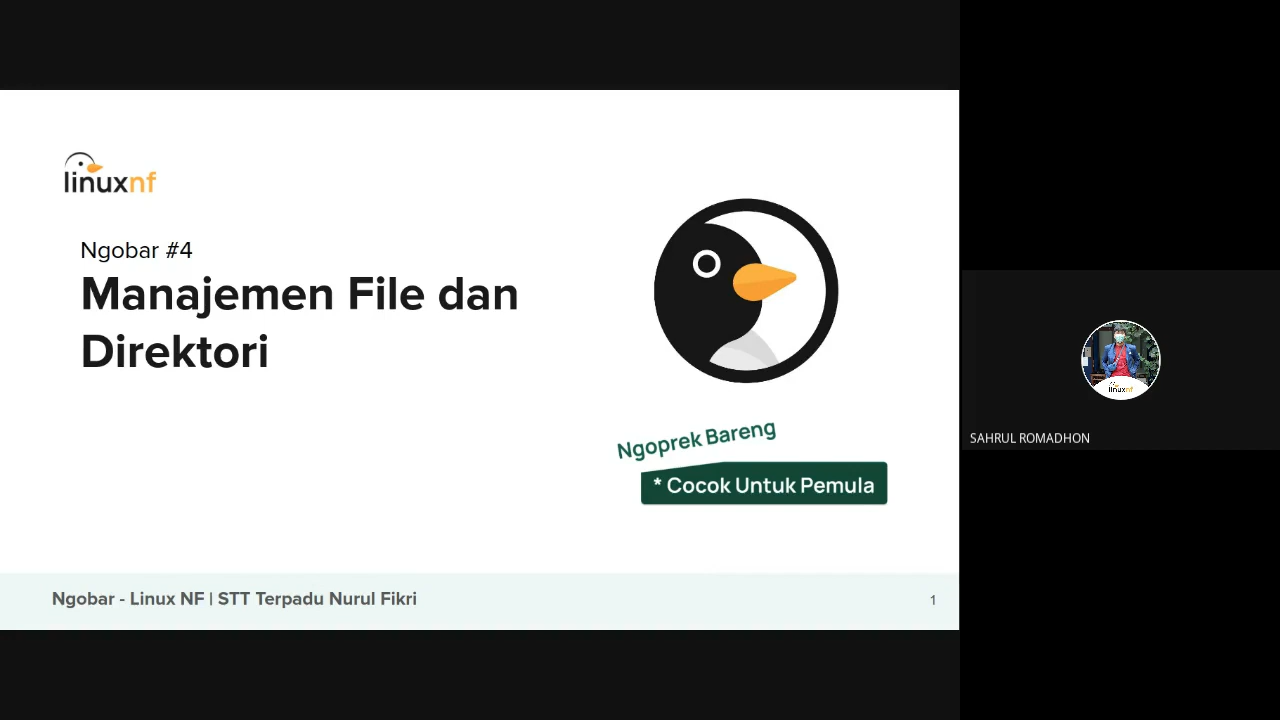 linuxnf
Ngobar #4
Manajemen File dan
Direktori
Ngoprek Bareng
* Cocok Untuk Pemula
Ngobar - Linux NF | STT Terpadu Nurul Fikri
1
linuxnf
SAHRUL ROMADHON